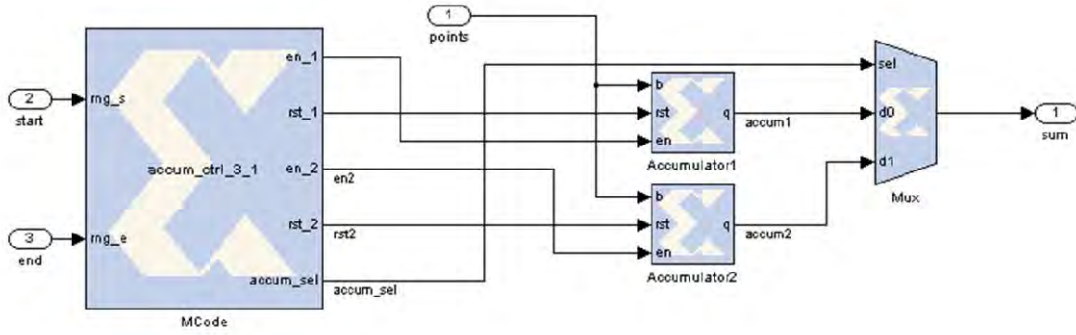 1
points
en_1
2
rng_s
start
rst_1
accum_ctrl_3_1
en_2
en2
3
rng_e
end
rst_2
rst2
accum_sel
accum_sel
MCode
b
rst
q
en
accum1
Accumulator1
b
rst
q
en
accum2
Accumulator2
sel
d0
d1
Mux
1
sum